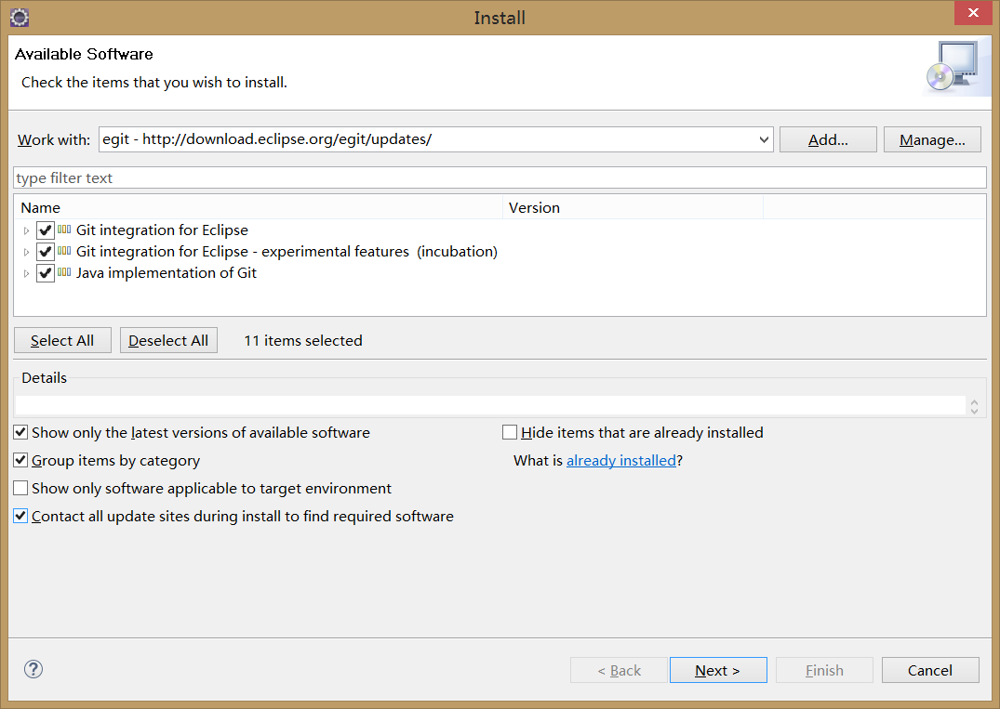 Install
Available Software
Check the items that you wish to install.
Work with: egit - http://download.eclipse.org/egit/updates/ Add... Manage...
type filter text
Name Version
Git integration for Eclipse
Git integration for Eclipse - experimental features (incubation)
Java implementation of Git
Select All Deselect All 11 items selected
Details
Show only the latest versions of available software Hide items that are already installed
Group items by category What is already installed?
Show only software applicable to target environment
Contact all update sites during install to find required software
? < Back Next > Finish Cancel